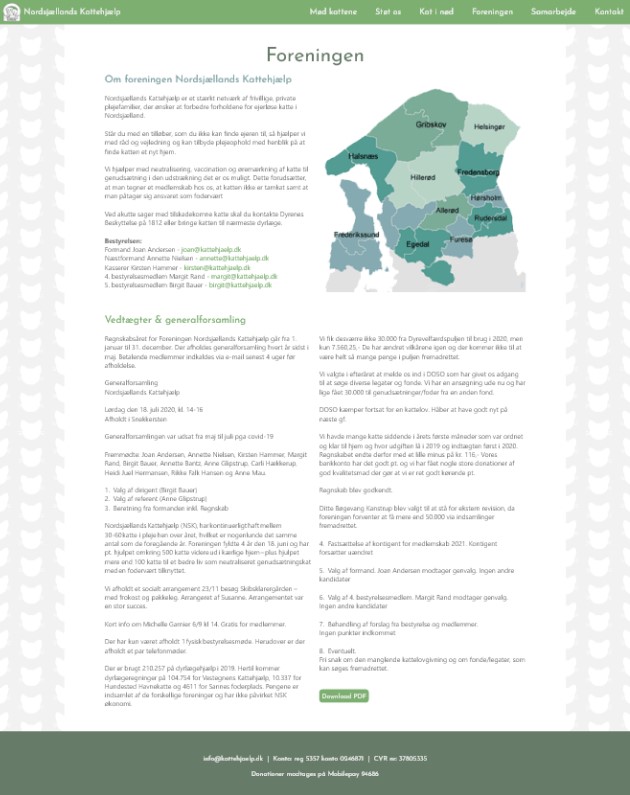 Nordsjællands Kattehjælp
Mød kattene Støt os Kat i nød Foreningen Samarbejde Kontakt
Foreningen
Om foreningen Nordsjællands Kattehjælp
Nordsjællands Kattehjælp er et stærkt netværk af frivillige, private
plejefamilier, der ønsker at forbedre forholdene for ejerløse katte i
Nordsjælland.
Står du med en tilløber, som du ikke kan finde ejeren til, så hjælper vi
med råd og vejledning og kan tilbyde plejeophold med henblik på at
finde katten et nyt hjem.
Vi hjælper med neutralisering, vaccination og øremærkning af katte til
genudsætning i den udstrækning det er os muligt. Dette forudsætter,
at man tegner et medlemskab hos os, at katten ikke er tamkat samt at
man påtager sig ansvaret som fodervært
Ved akutte sager med tilskadekomne katte skal du kontakte Dyrenes
Beskyttelse på 1812 eller bringe katten til nærmeste dyrlæge.
Bestyrelsen:
Formand Joan Andersen - joan@kattehjælp.dk
Næstformand Annette Nielsen - annette@kattehjælp.dk
Kasserer Kirsten Hammer - kirsten@kattehjælp.dk
4. bestyrelsesmedlem Margit Rand - margit@kattehjælp.dk
5. bestyrelsesmedlem Birgit Bauer - birgit@kattehjælp.dk
Gribskov
Helsingør
Halsnæs
Hillerød
Fredensborg
Hørsholm
Allerød
Rudersdal
Frederikssund
Egedal
Furesø
Vedtægter & generalforsamling
Regnskabsåret for Foreningen Nordsjællands Kattehjælp går fra 1.
januar til 31. december. Der afholdes generalforsamling hvert år sidst i
maj. Betalende medlemmer indkaldes via e-mail senest 4 uger før
afholdelse.
Generalforsamling
Nordsjællands Kattehjælp
Lørdag den 18. juli 2020, kl. 14-16
Afholdt i Snekkersten
Generalforsamlingen var udsat fra maj til juli pga covid-19
Fremmødte: Joan Andersen, Annette Nielsen, Kirsten Hammer, Margit
Rand, Birgit Bauer, Annette Bantz, Anne Glipstrup, Carli Hækkerup,
Heidi Juel Hermansen, Rikke Falk Hansen og Anne Mau
1. Valg af dirigent (Birgit Bauer)
2. Valg af referent (Anne Glipstrup)
3. Beretning fra formanden inkl. Regnskab
Nordsjællands Kattehjælp (NSK), har kontinuerligt haft mellem
30-60 katte i pleje hen over året, hvilket er nogenlunde det samme
antal som de foregående år. Foreningen fyldte 4 år den 16. juni og har
pt. hjulpet omkring 500 katte videre ud i kærlige hjem – plus hjulpet
mere end 100 katte til et bedre liv som neutraliseret genudsætningskat
med en fodervært tilknyttet.
Vi afholdt et socialt arrangement 23/11 besøg Skibsklarergården –
med frokost og pakkeleg. Arrangeret af Susanne. Arrangementet var
en stor succes.
Kort info om Michelle Garnier 6/9 kl 14. Gratis for medlemmer.
Der har kun været afholdt 1 fysisk bestyrelsesmøde. Herudover er der
afholdt et par telefonmøder.
Der er brugt 210.257 på dyrlægehjælp i 2019. Hertil kommer
dyrlægeregninger på 104.754 for Vestegnens Kattehjælp, 10.337 for
Hundested Havnekatte og 4611 for Sannes foderplads. Pengene er
indsamlet af de forskellige foreninger og har ikke påvirket NSK
økonomi.
Vi fik desværre ikke 30.000 fra Dyrevelfærdspuljen til brug i 2020, men
kun 7.560,25,- De har ændret vilkårene igen og der kommer ikke til at
være helt så mange penge i puljen fremadrettet.
Vi valgte i efteråret at melde os ind i DOSO som har givet os adgang
til at søge diverse legater og fonde. Vi har en ansøgning ude nu og har
lige fået 30.000 til genudsætninger/foder fra en anden fond.
DOSO kæmper fortsat for en kattelov. Håber at have godt nyt på
næste gf.
Vi havde mange katte siddende i årets første måneder som var ordnet
og klar til hjem og hvor udgiften lå i 2019 og indtægten først i 2020.
Regnskabet endte derfor med et lille minus på kr. 116,- Vores
bankkonto har det godt pt. og vi har fået nogle store donationer af
god kvalitetsmad der gør at vi er ret godt kørende pt.
Regnskab blev godkendt.
Ditte Bøgevang Kanstrup blev valgt til at stå for ekstern revision, da
foreningen forventer at få mere end 50.000 via indsamlinger
fremadrettet.
4. Fastsættelse af kontigent for medlemskab 2021. Kontigent
forsætter uændret
5. Valg af formand. Joan Andersen modtager genvalg. Ingen andre
kandidater
6. Valg af 4. bestyrelsesmedlem: Margit Rand modtager genvalg.
Ingen andre kandidater
7. Behandling af forslag fra bestyrelse og medlemmer.
Ingen punkter indkommet
8. Eventuelt.
Fri snak om den manglende kattelovgivning og om fonde/legater, som
kan søges fremadrettet.
Download PDF
info@kattehjaelp.dk | Konto: reg 5357 konto 0246871 | CVR nr: 37805335
Donationer modtages på Mobilepay 94686